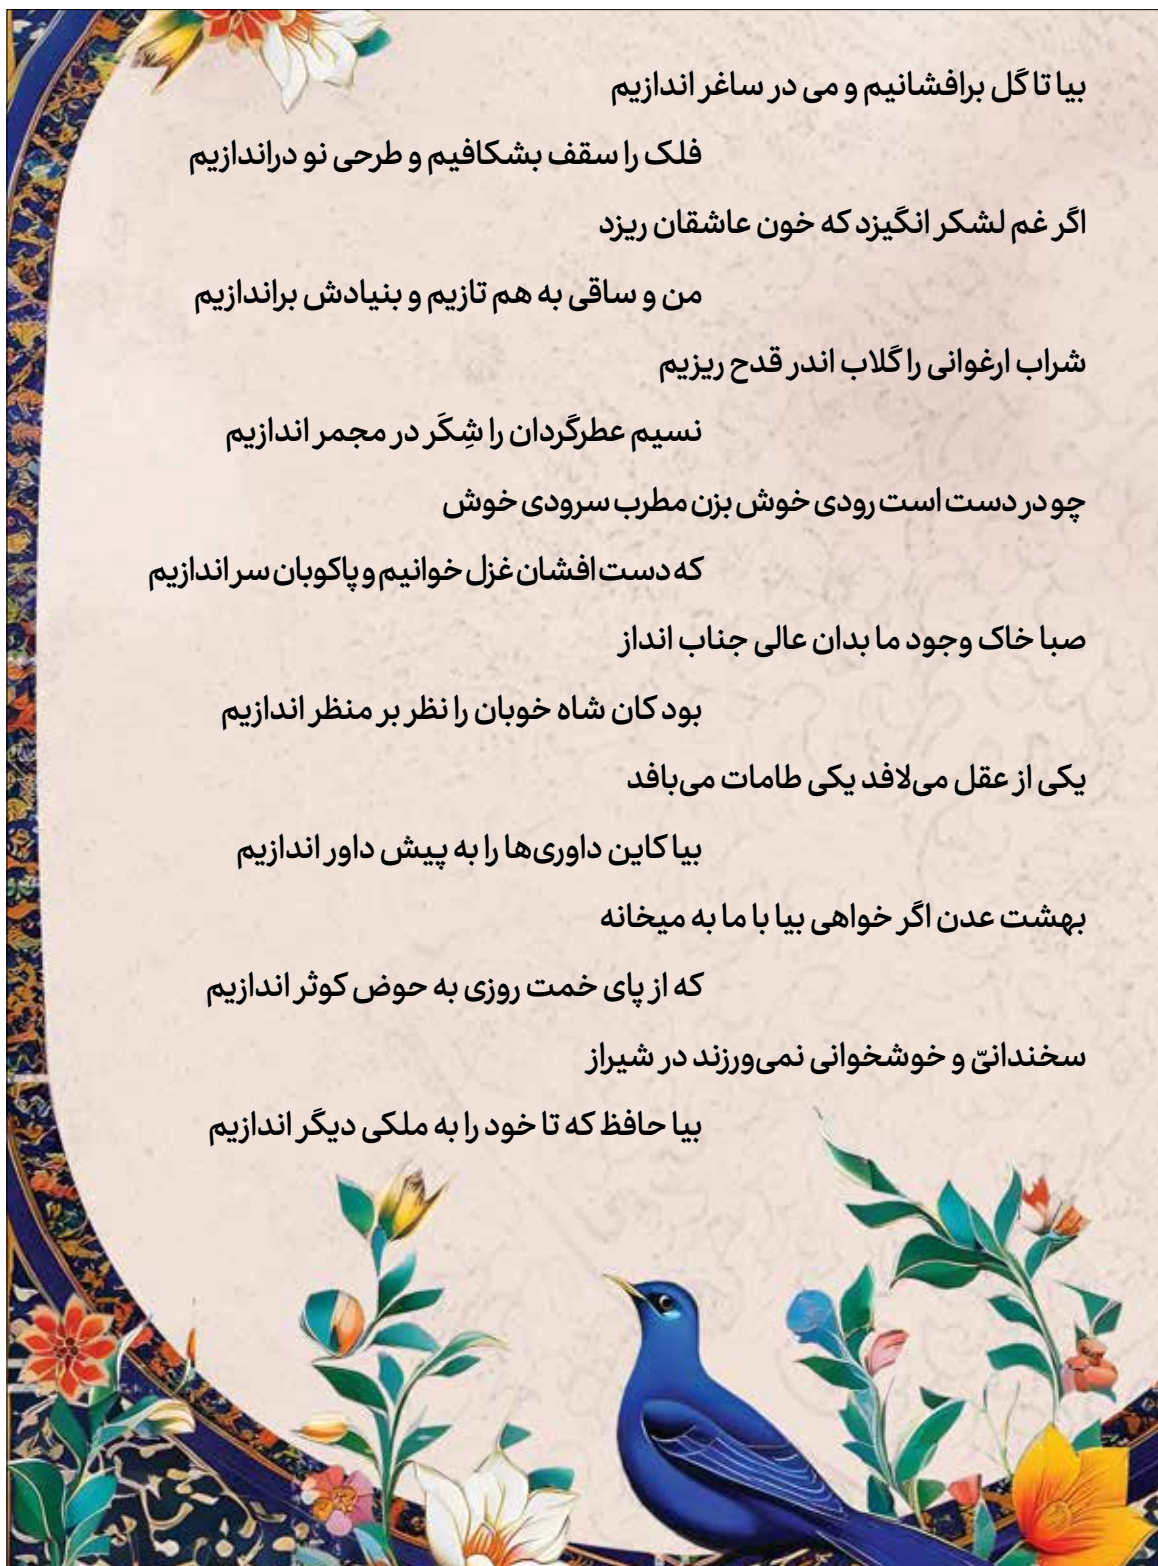 بیا تا گل برافشانیم و می در ساغر اندازیم
فلک را سقف بشکافیم و طرحی نو دراندازیم
اگر غم لشکر انگیزد که خون عاشقان ریزد
من و ساقی به هم تازیم و بنیادش براندازیم
شراب ارغوانی را گلاب اندر قدح ریزیم
نسیم عطرگردان را شِکَر در مجمر اندازیم
چو در دست است رودی خوش بزن مطرب سرودی خوش
که دست افشان غزل خوانیم و پاکوبان سر اندازیم
صبا خاک وجود ما بدان عالی جناب انداز
بود کان شاه خوبان را نظر بر منظر اندازیم
یکی از عقل می‌لافد یکی طامات می‌بافد
بیا کاین داوری‌ها را به پیش داور اندازیم
بهشت عدن اگر خواهی بیا با ما به میخانه
که از پای خمت روزی به حوض کوثر اندازیم
سخندانیّ و خوشخوانی نمی‌ورزند در شیراز
بیا حافظ که تا خود را به ملکی دیگر اندازیم